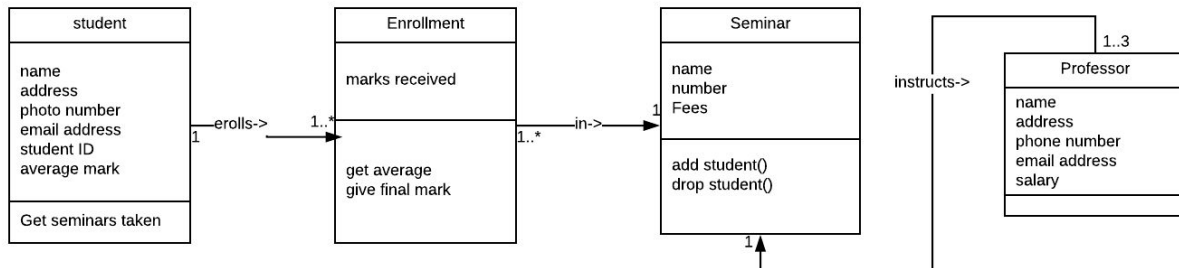 student
name
address
photo number
email address
student ID
average mark
Get seminars taken
1
erolls->
1..*
Enrollment
marks received
get average
give final mark
1..*
in->
1
Seminar
name
number
Fees
add student()
drop student()
1
instructs->
1..3
Professor
name
address
phone number
email address
salary